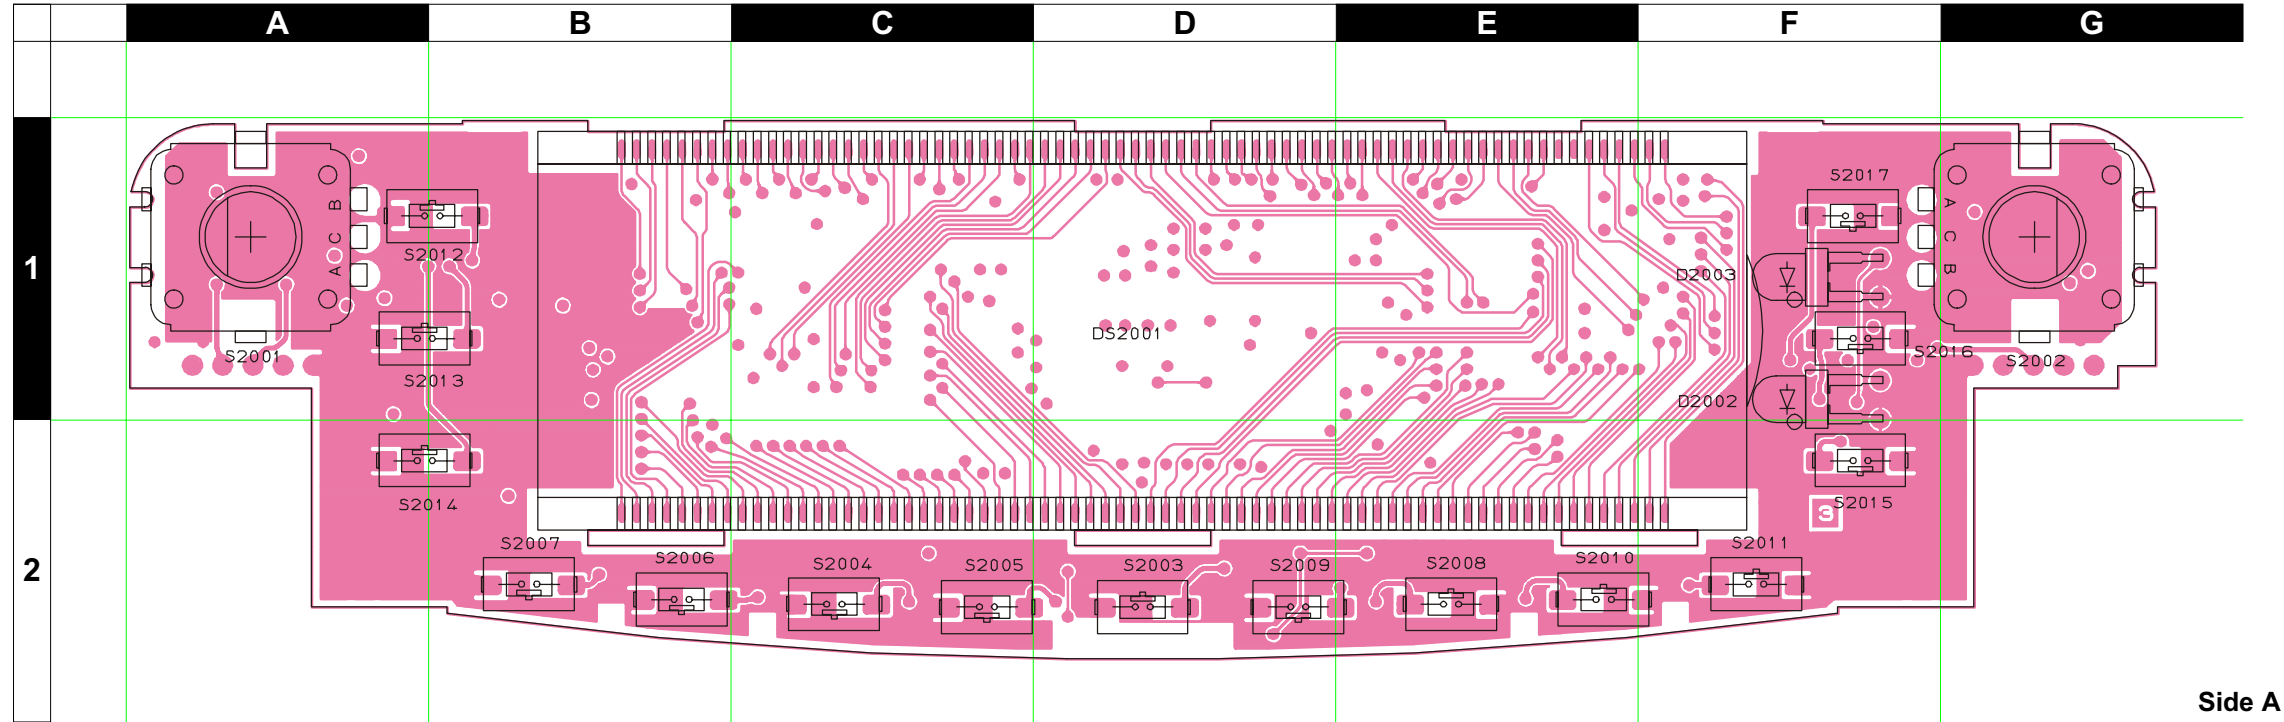 A B C D E F G
1
2
S2001
B
C
A
S2012
S2013
S2014
DS2001
S2017
D2003
S2016
D2002
S2015
3
A
C
B
S2002
S2007
S2006
S2004
S2005
S2003
S2009
S2008
S2010
S2011
Side A